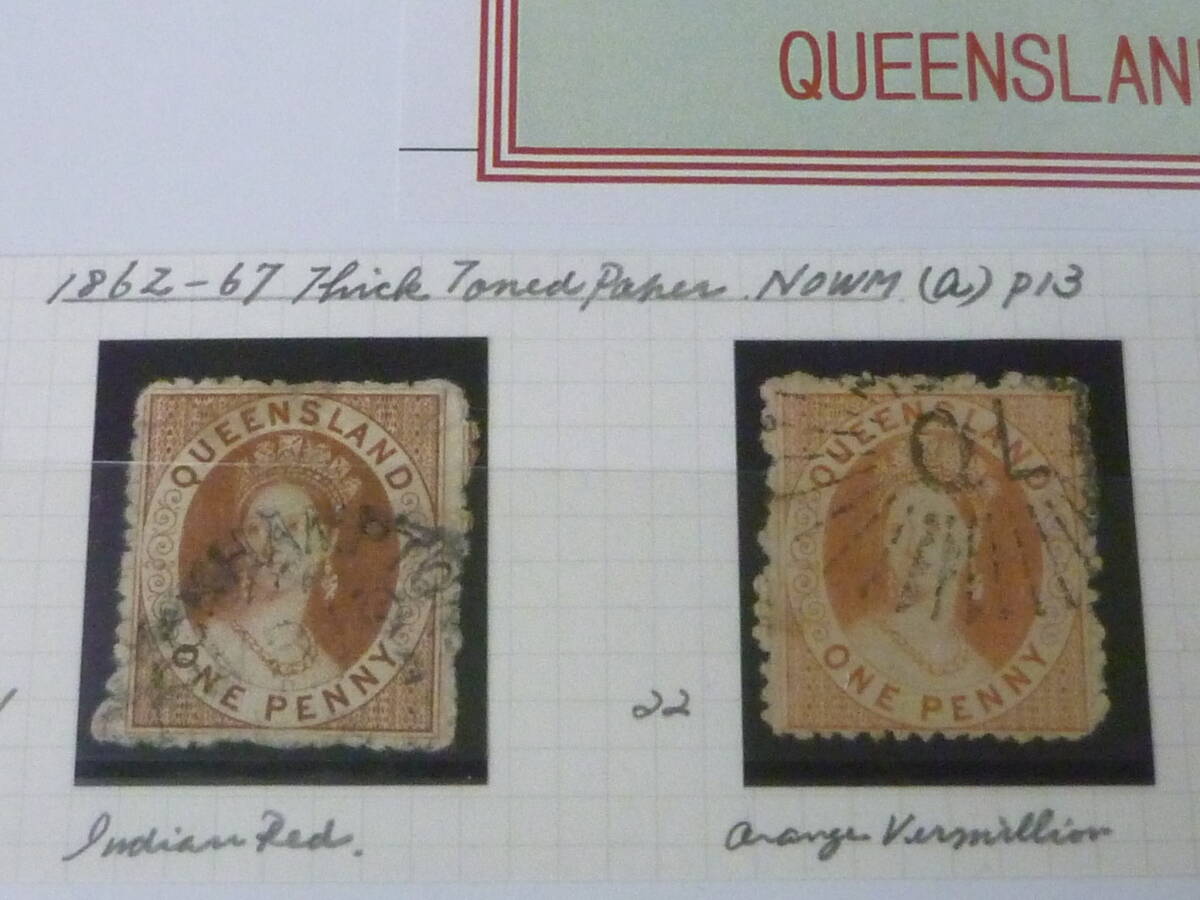 QUEENSLAN
1862-67 Thick Toned Paper. NOWM. (a) p13
QUEENSLAND
ONE PENNY
QUEENSLAND
QL
ONE PENNY
22
Indian Red.
Orange Vermillion